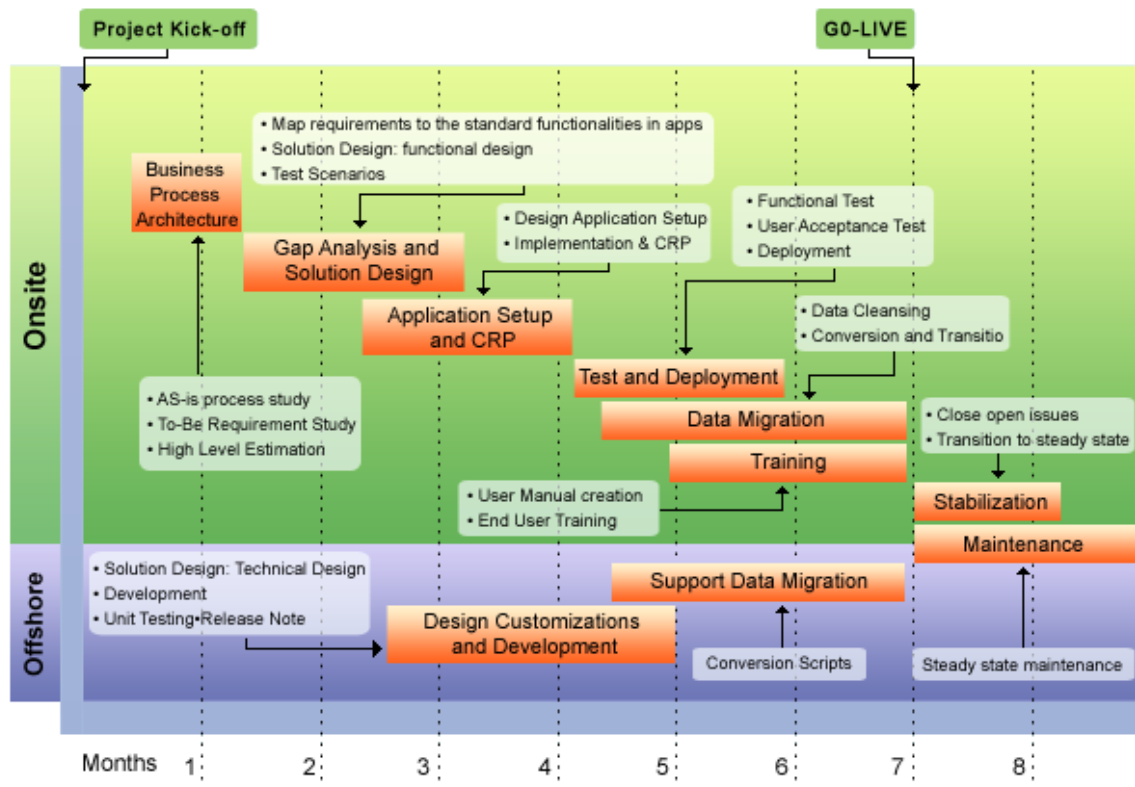 Project Kick-off
G0-LIVE
Onsite
• Map requirements to the standard functionalities in apps
• Solution Design: functional design
• Test Scenarios
Business
Process
Architecture
• Functional Test
• User Acceptance Test
• Deployment
• Design Application Setup
• Implementation & CRP
Gap Analysis and
Solution Design
Application Setup
and CRP
• Data Cleansing
• Conversion and Transitio
Test and Deployment
• AS-is process study
• To-Be Requirement Study
• High Level Estimation
Data Migration
• Close open issues
• Transition to steady state
Training
• User Manual creation
• End User Training
Stabilization
Maintenance
Offshore
• Solution Design: Technical Design
• Development
• Unit Testing•Release Note
Support Data Migration
Design Customizations
and Development
Conversion Scripts
Steady state maintenance
Months 1 2 3 4 5 6 7 8